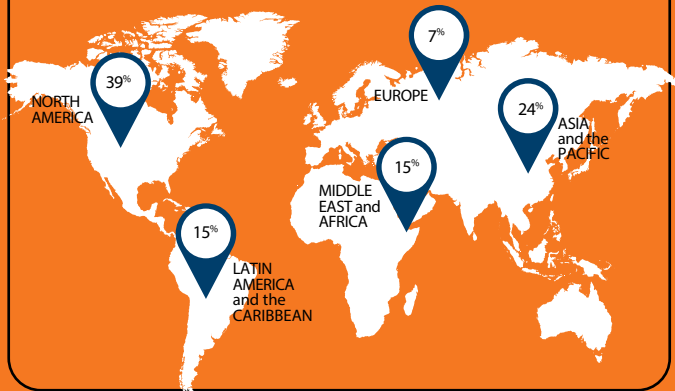 39%
NORTH
AMERICA
7%
EUROPE
24%
ASIA
and the
PACIFIC
15%
MIDDLE
EAST and
AFRICA
15%
LATIN
AMERICA
and the
CARIBBEAN